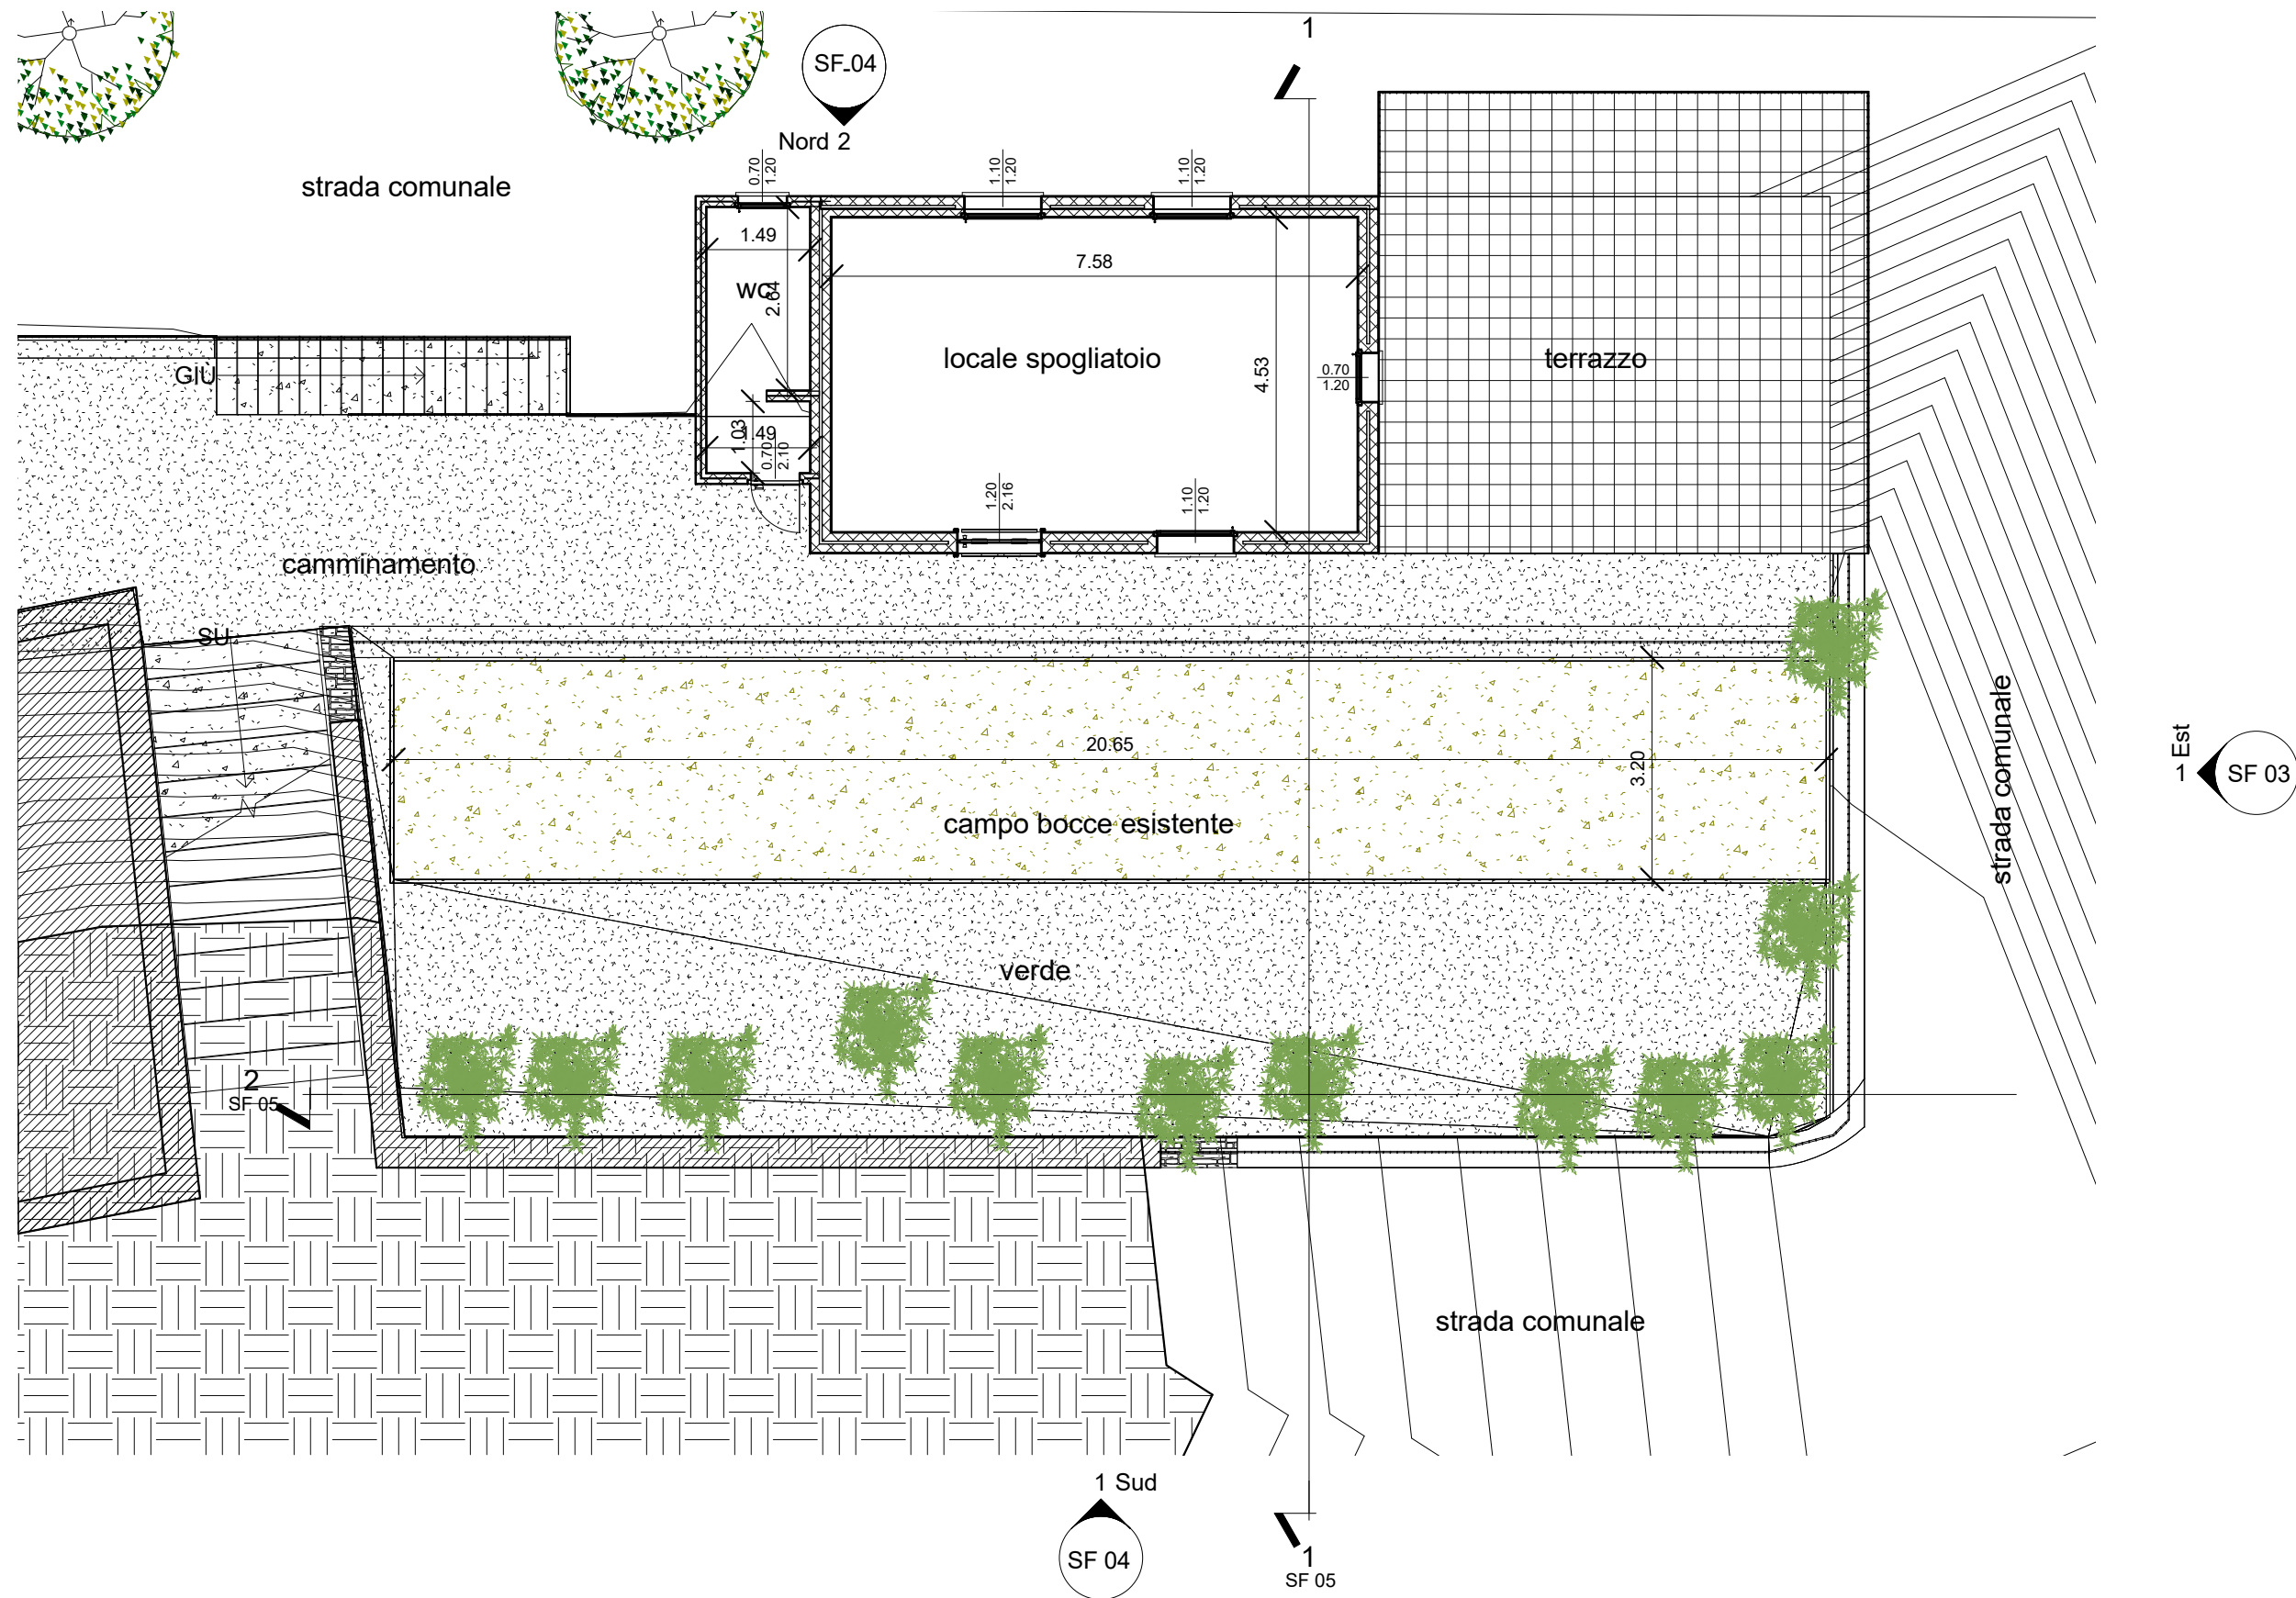 1
SF 04
Nord 2
strada comunale
0.70
1.20
1.10
1.20
1.10
1.20
1.49
7.58
wc
2.64
locale spogliatoio
4.53
0.70
1.20
terrazzo
GIÙ
1.03
1.49
0.70
2.10
1.20
2.16
1.10
1.20
camminamento
SU
20.65
3.20
campo bocce esistente
strada comunale
Est
1
SF 03
verde
2
SF 05
strada comunale
1 Sud
SF 04
1
SF 05